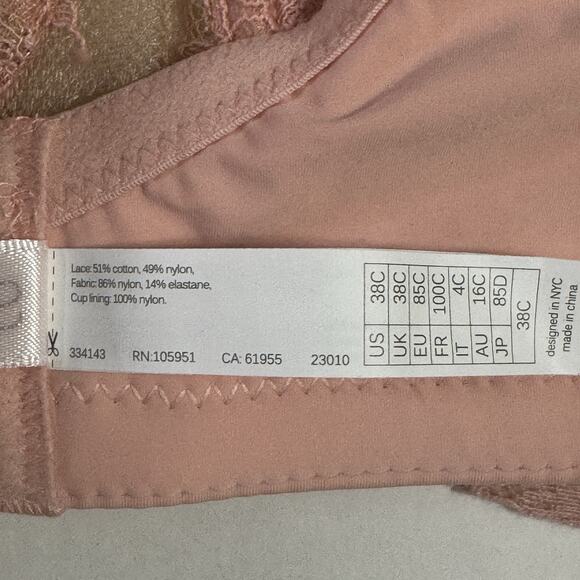 Lace: 51% cotton, 49% nylon,
Fabric: 86% nylon, 14% elastane,
Cup lining: 100% nylon.
334143 RN:105951 CA: 61955 23010
US 38C
UK 38C
EU 85C
FR 100C
IT 4C
AU 16C
JP 85D
38C
designed in NYC
made in china